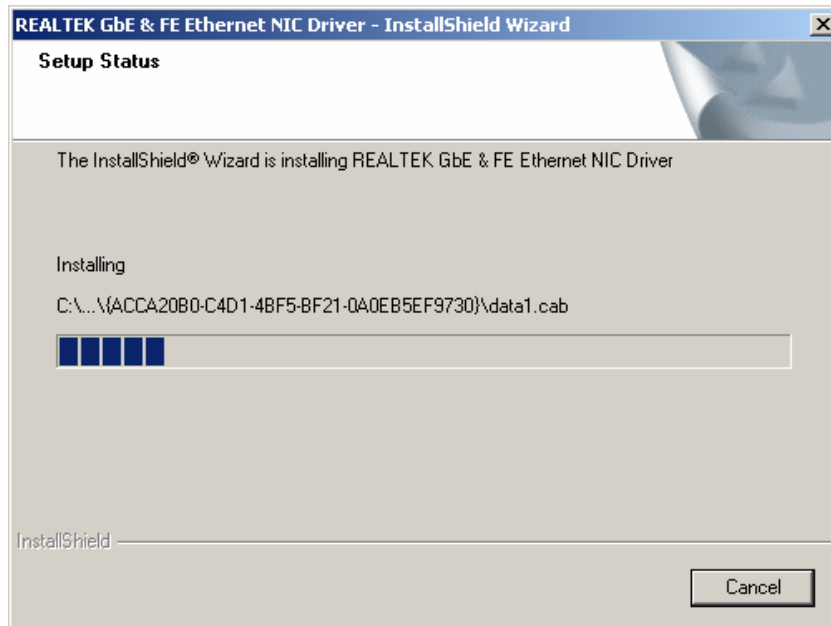 REALTEK GbE & FE Ethernet NIC Driver - InstallShield Wizard
Setup Status
The InstallShield® Wizard is installing REALTEK GbE & FE Ethernet NIC Driver
Installing
C:\...\{ACCA20B0-C4D1-4BF5-BF21-0A0EB5EF9730}\data1.cab
InstallShield
Cancel